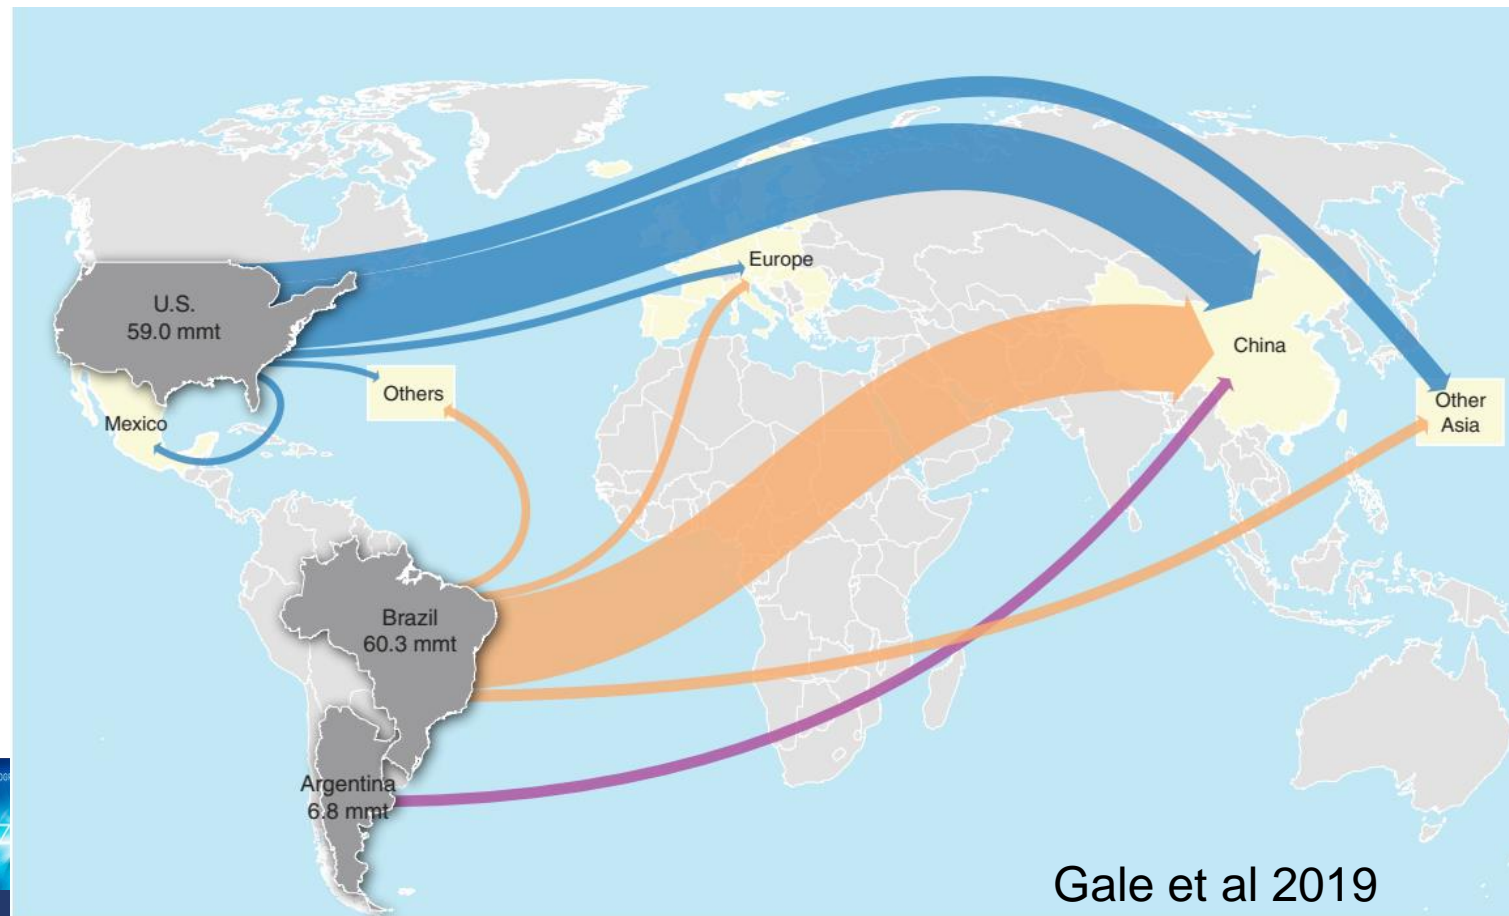 U.S.
59.0 mmt
Europe
China
Others
Other
Asia
Mexico
Brazil
60.3 mmt
Argentina
6.8 mmt
Gale et al 2019